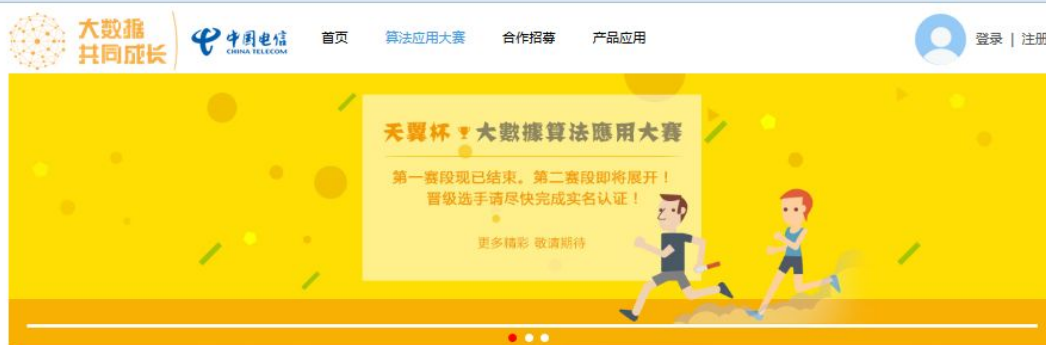 大数据
共同成长
中国电信
CHINA TELECOM
首页 算法应用大赛 合作招募 产品应用
登录 | 注册
天翼杯 大數據算法應用大賽
第一赛段现已结束。第二赛段即将展开！
晋级选手请尽快完成实名认证！
更多精彩 敬请期待